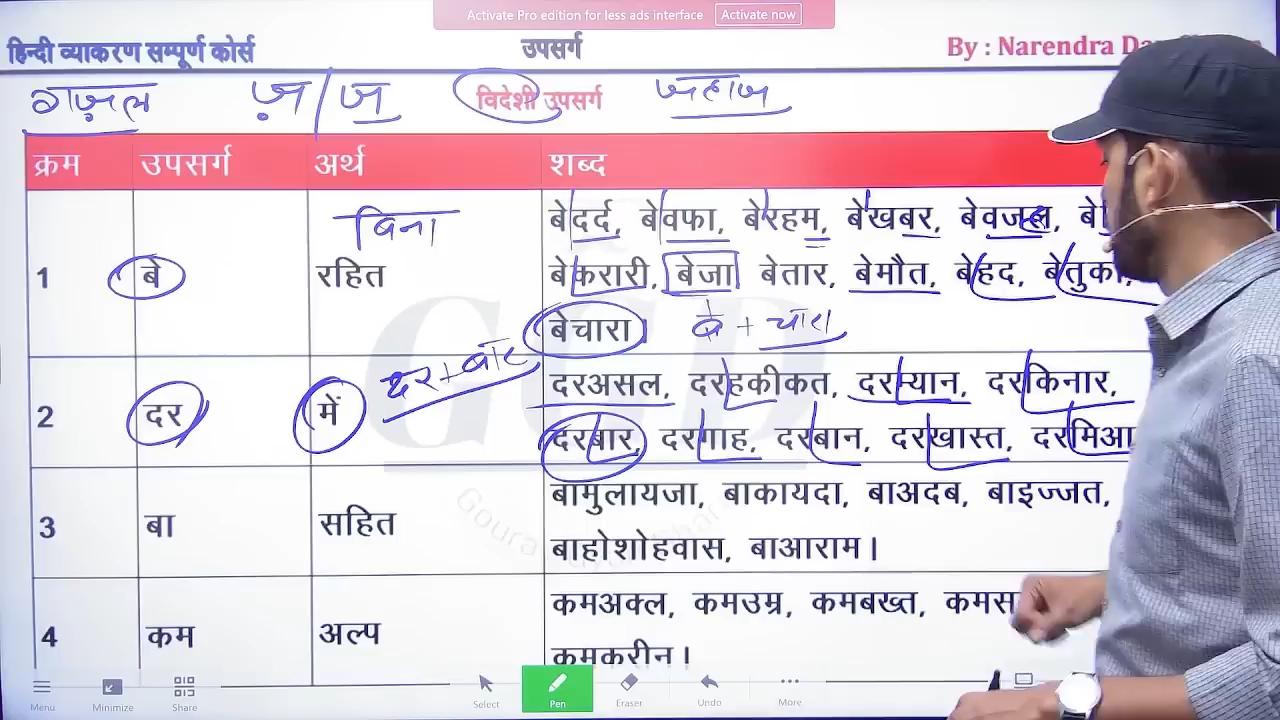 Activate Pro edition for less ads interface Activate now
हिन्दी व्याकरण सम्पूर्ण कोर्स उपसर्ग By : Narendra
गज़ल ज़/ज विदेशी उपसर्ग जहाज
क्रम उपसर्ग अर्थ शब्द
बिना बेदर्द, बेवफा, बेरहम, बेखबर, बेवजह,
1 बे रहित बेकरारी, बेजा बेतार, बेमौत, बेहद, बेतुका,
बेचारा बे + चारा
दर + बार दरअसल, दरहकीकत, दरम्यान, दरकिनार,
2 दर में दरबार, दरगाह, दरबान, दरखास्त,
बामुलायजा, बाकायदा, बाअदब, बाइज्जत,
3 बा सहित बाहोशोहवास, बाआराम।
कमअक्ल, कमउम्र, कमबख्त,
4 कम अल्प कमकरीन।
Menu Minimize Share Select Pen Eraser Undo More